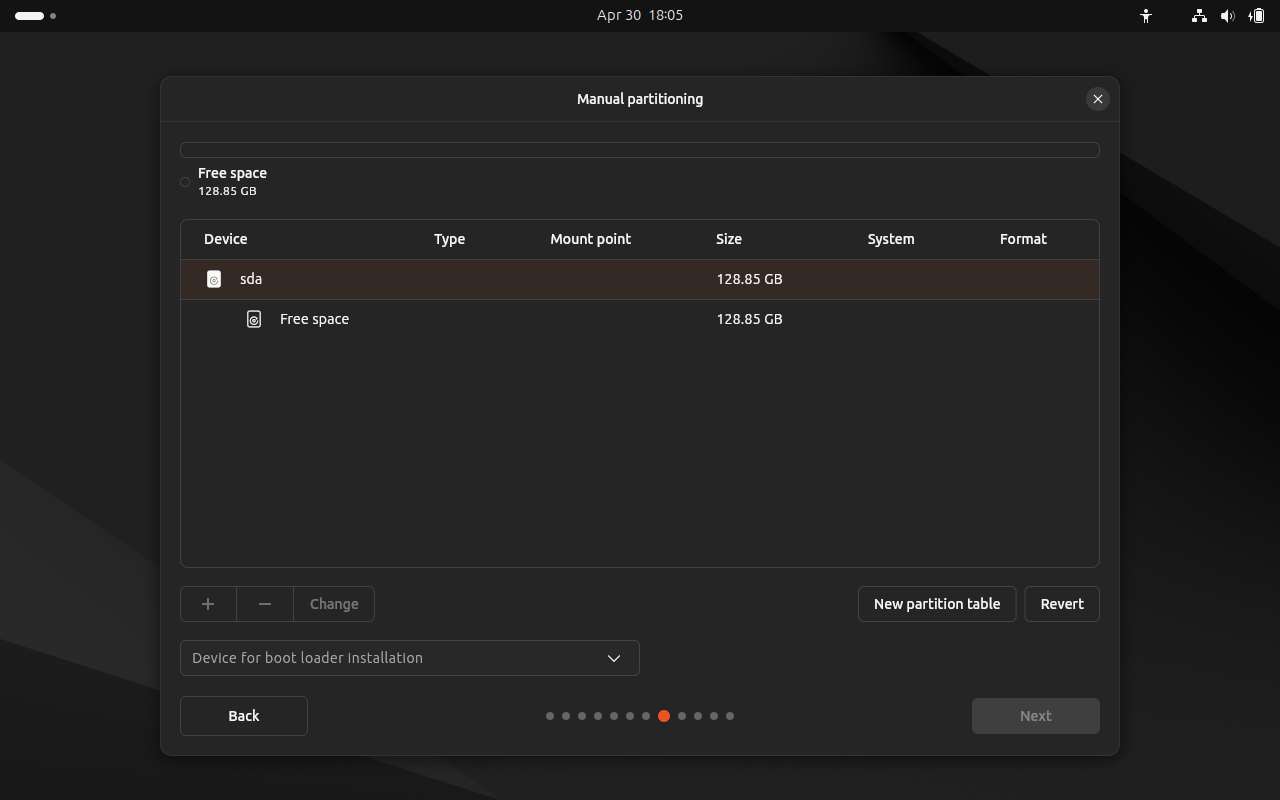 Apr 30 18:05
Manual partitioning
Free space
128.85 GB
Device Type Mount point Size System Format
sda 128.85 GB
Free space 128.85 GB
+ − Change New partition table Revert
Device for boot loader installation
Back Next